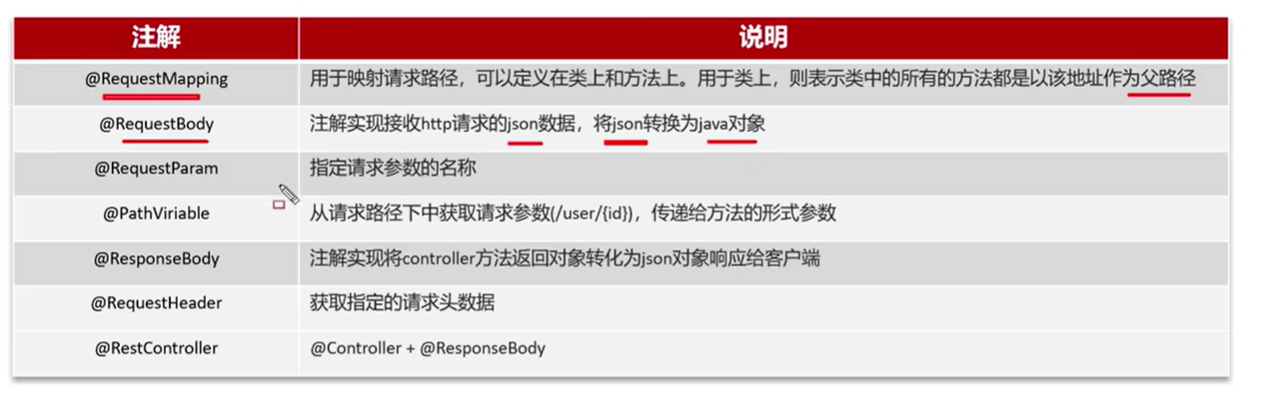 注解 说明
@RequestMapping 用于映射请求路径，可以定义在类上和方法上。用于类上，则表示类中的所有的方法都是以该地址作为父路径
@RequestBody 注解实现接收http请求的json数据，将json转换为java对象
@RequestParam 指定请求参数的名称
@PathViriable 从请求路径下中获取请求参数(/user/{id})，传递给方法的形式参数
@ResponseBody 注解实现将controller方法返回对象转化为json对象响应给客户端
@RequestHeader 获取指定的请求头数据
@RestController @Controller + @ResponseBody